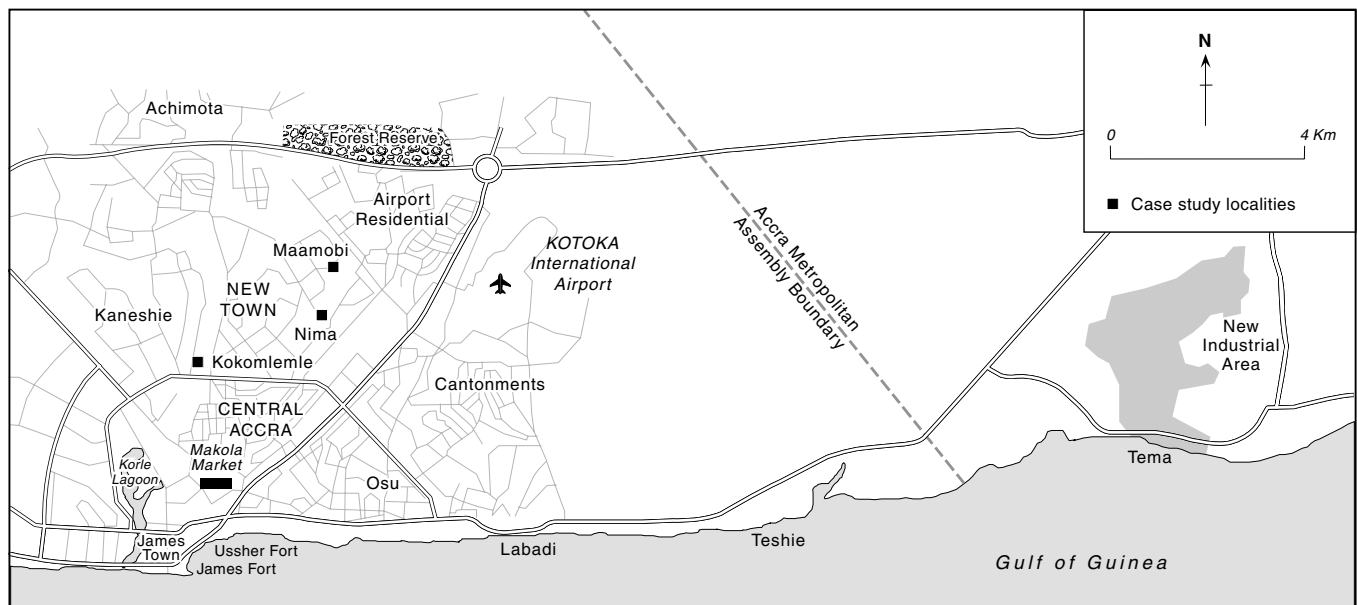 N
0 4 Km
Case study localities
Achimota
Forest Reserve
Airport
Residential
Maamobi
KOTOKA
International
Airport
Accra Metropolitan
Assembly Boundary
NEW
TOWN
Kaneshie
Nima
New
Industrial
Area
Kokomlemle
Cantonments
CENTRAL
ACCRA
Makola
Market
Korle
Lagoon
Osu
Tema
James
Town
Ussher Fort
James Fort
Labadi
Teshie
Gulf of Guinea